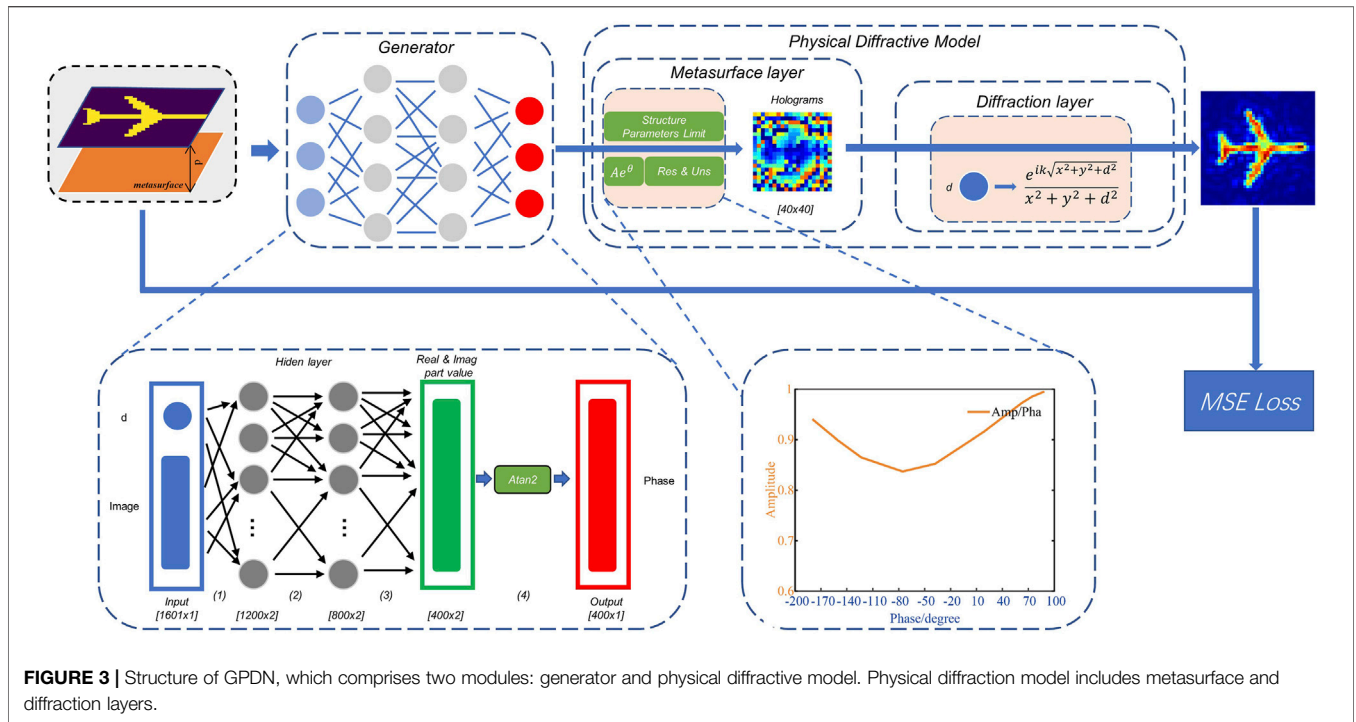 Generator
Physical Diffractive Model
Metasurface layer
Holograms
Diffraction layer
Structure
Parameters Limit
Ae^θ
Res & Uns
[40x40]
d
metasurface
d
e^{ik√(x²+y²+d²)}
x² + y² + d²
Hiden layer
Real & Imag
part value
d
Image
Atan2
Phase
...
...
(1)
(2)
(3)
(4)
Input
[1601x1]
[1200x2]
[800x2]
[400x2]
Output
[400x1]
1
0.9
0.8
0.7
0.6
Amplitude
Amp/Pha
-200 -170 -140 -110 -80 -50 -20 10 40 70 100
Phase/degree
MSE Loss
FIGURE 3 | Structure of GPDN, which comprises two modules: generator and physical diffractive model. Physical diffraction model includes metasurface and
diffraction layers.